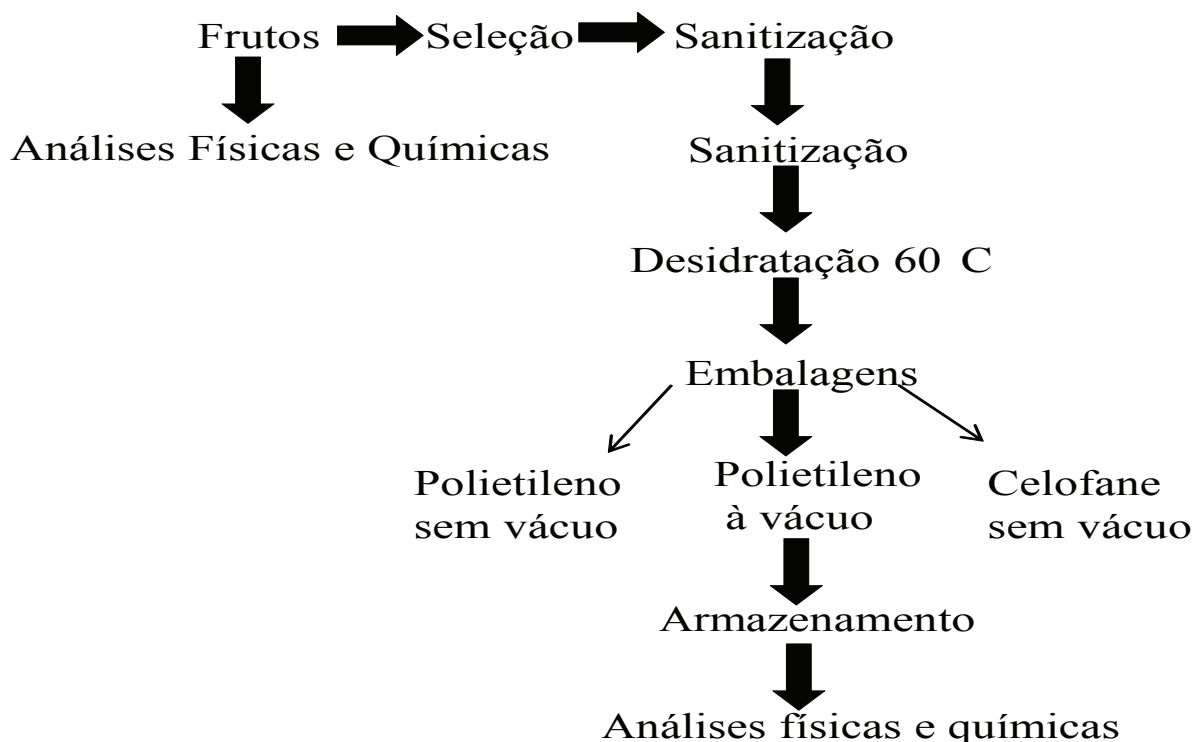 Frutos Seleção Sanitização
Análises Físicas e Químicas
Sanitização
Desidratação 60 C
Embalagens
Polietileno
sem vácuo
Polietileno
à vácuo
Celofane
sem vácuo
Armazenamento
Análises físicas e químicas